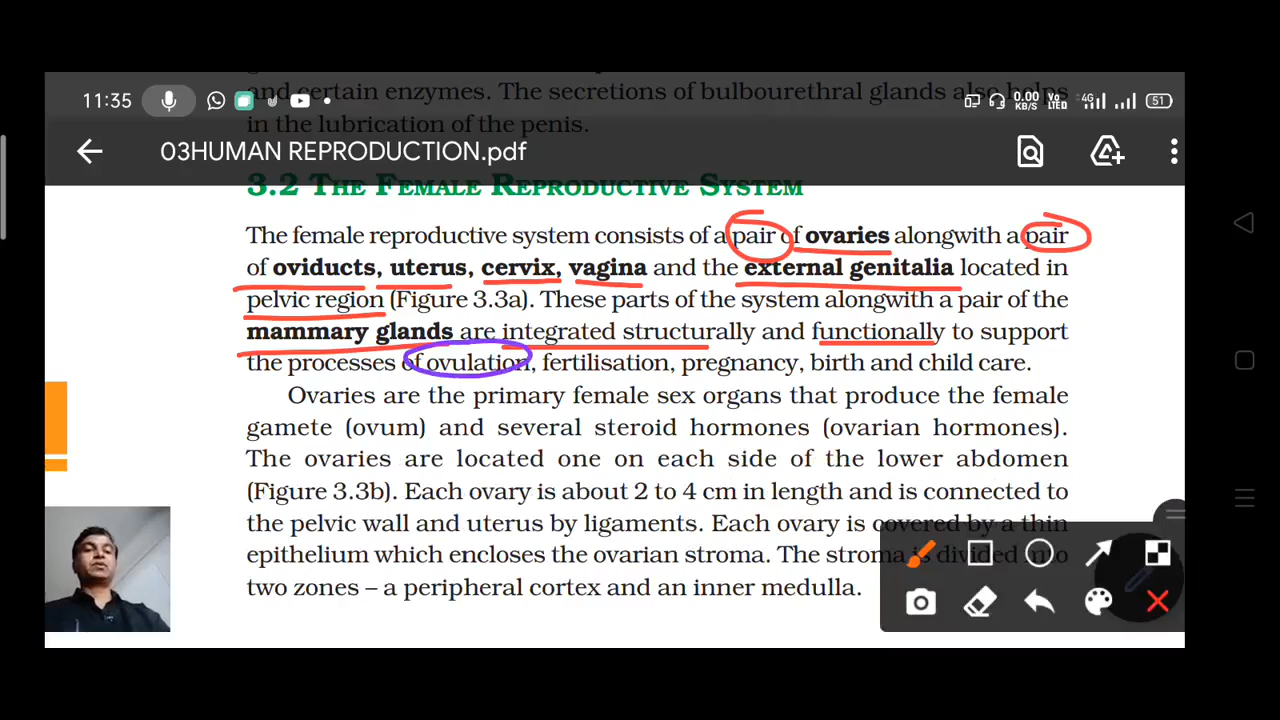 and certain enzymes. The secretions of bulbourethral glands also helps
11:35
0.00 KB/S
Vo LTED
4G
51
in the lubrication of the penis.
03HUMAN REPRODUCTION.pdf
3.2 THE FEMALE REPRODUCTIVE SYSTEM
The female reproductive system consists of a pair of ovaries alongwith a pair
of oviducts, uterus, cervix, vagina and the external genitalia located in
pelvic region (Figure 3.3a). These parts of the system alongwith a pair of the
mammary glands are integrated structurally and functionally to support
the processes of ovulation, fertilisation, pregnancy, birth and child care.
Ovaries are the primary female sex organs that produce the female
gamete (ovum) and several steroid hormones (ovarian hormones).
The ovaries are located one on each side of the lower abdomen
(Figure 3.3b). Each ovary is about 2 to 4 cm in length and is connected to
the pelvic wall and uterus by ligaments. Each ovary is covered by a thin
epithelium which encloses the ovarian stroma. The stroma is divided into
two zones – a peripheral cortex and an inner medulla.